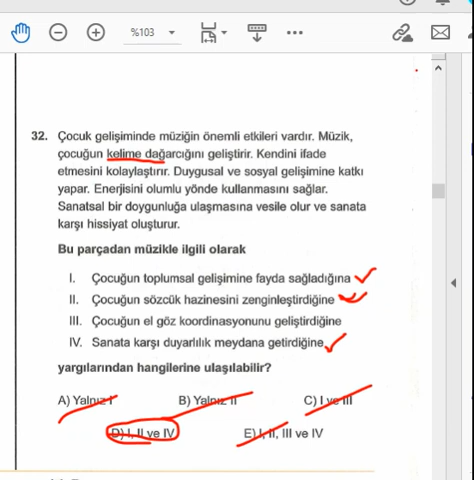 %103
32. Çocuk gelişiminde müziğin önemli etkileri vardır. Müzik,
çocuğun kelime dağarcığını geliştirir. Kendini ifade
etmesini kolaylaştırır. Duygusal ve sosyal gelişimine katkı
yapar. Enerjisini olumlu yönde kullanmasını sağlar.
Sanatsal bir doygunluğa ulaşmasına vesile olur ve sanata
karşı hissiyat oluşturur.
Bu parçadan müzikle ilgili olarak
I. Çocuğun toplumsal gelişimine fayda sağladığına
II. Çocuğun sözcük hazinesini zenginleştirdiğine
III. Çocuğun el göz koordinasyonunu geliştirdiğine
IV. Sanata karşı duyarlılık meydana getirdiğine
yargılarından hangilerine ulaşılabilir?
A) Yalnız I B) Yalnız II C) I ve III
D) I, II ve IV E) I, II, III ve IV